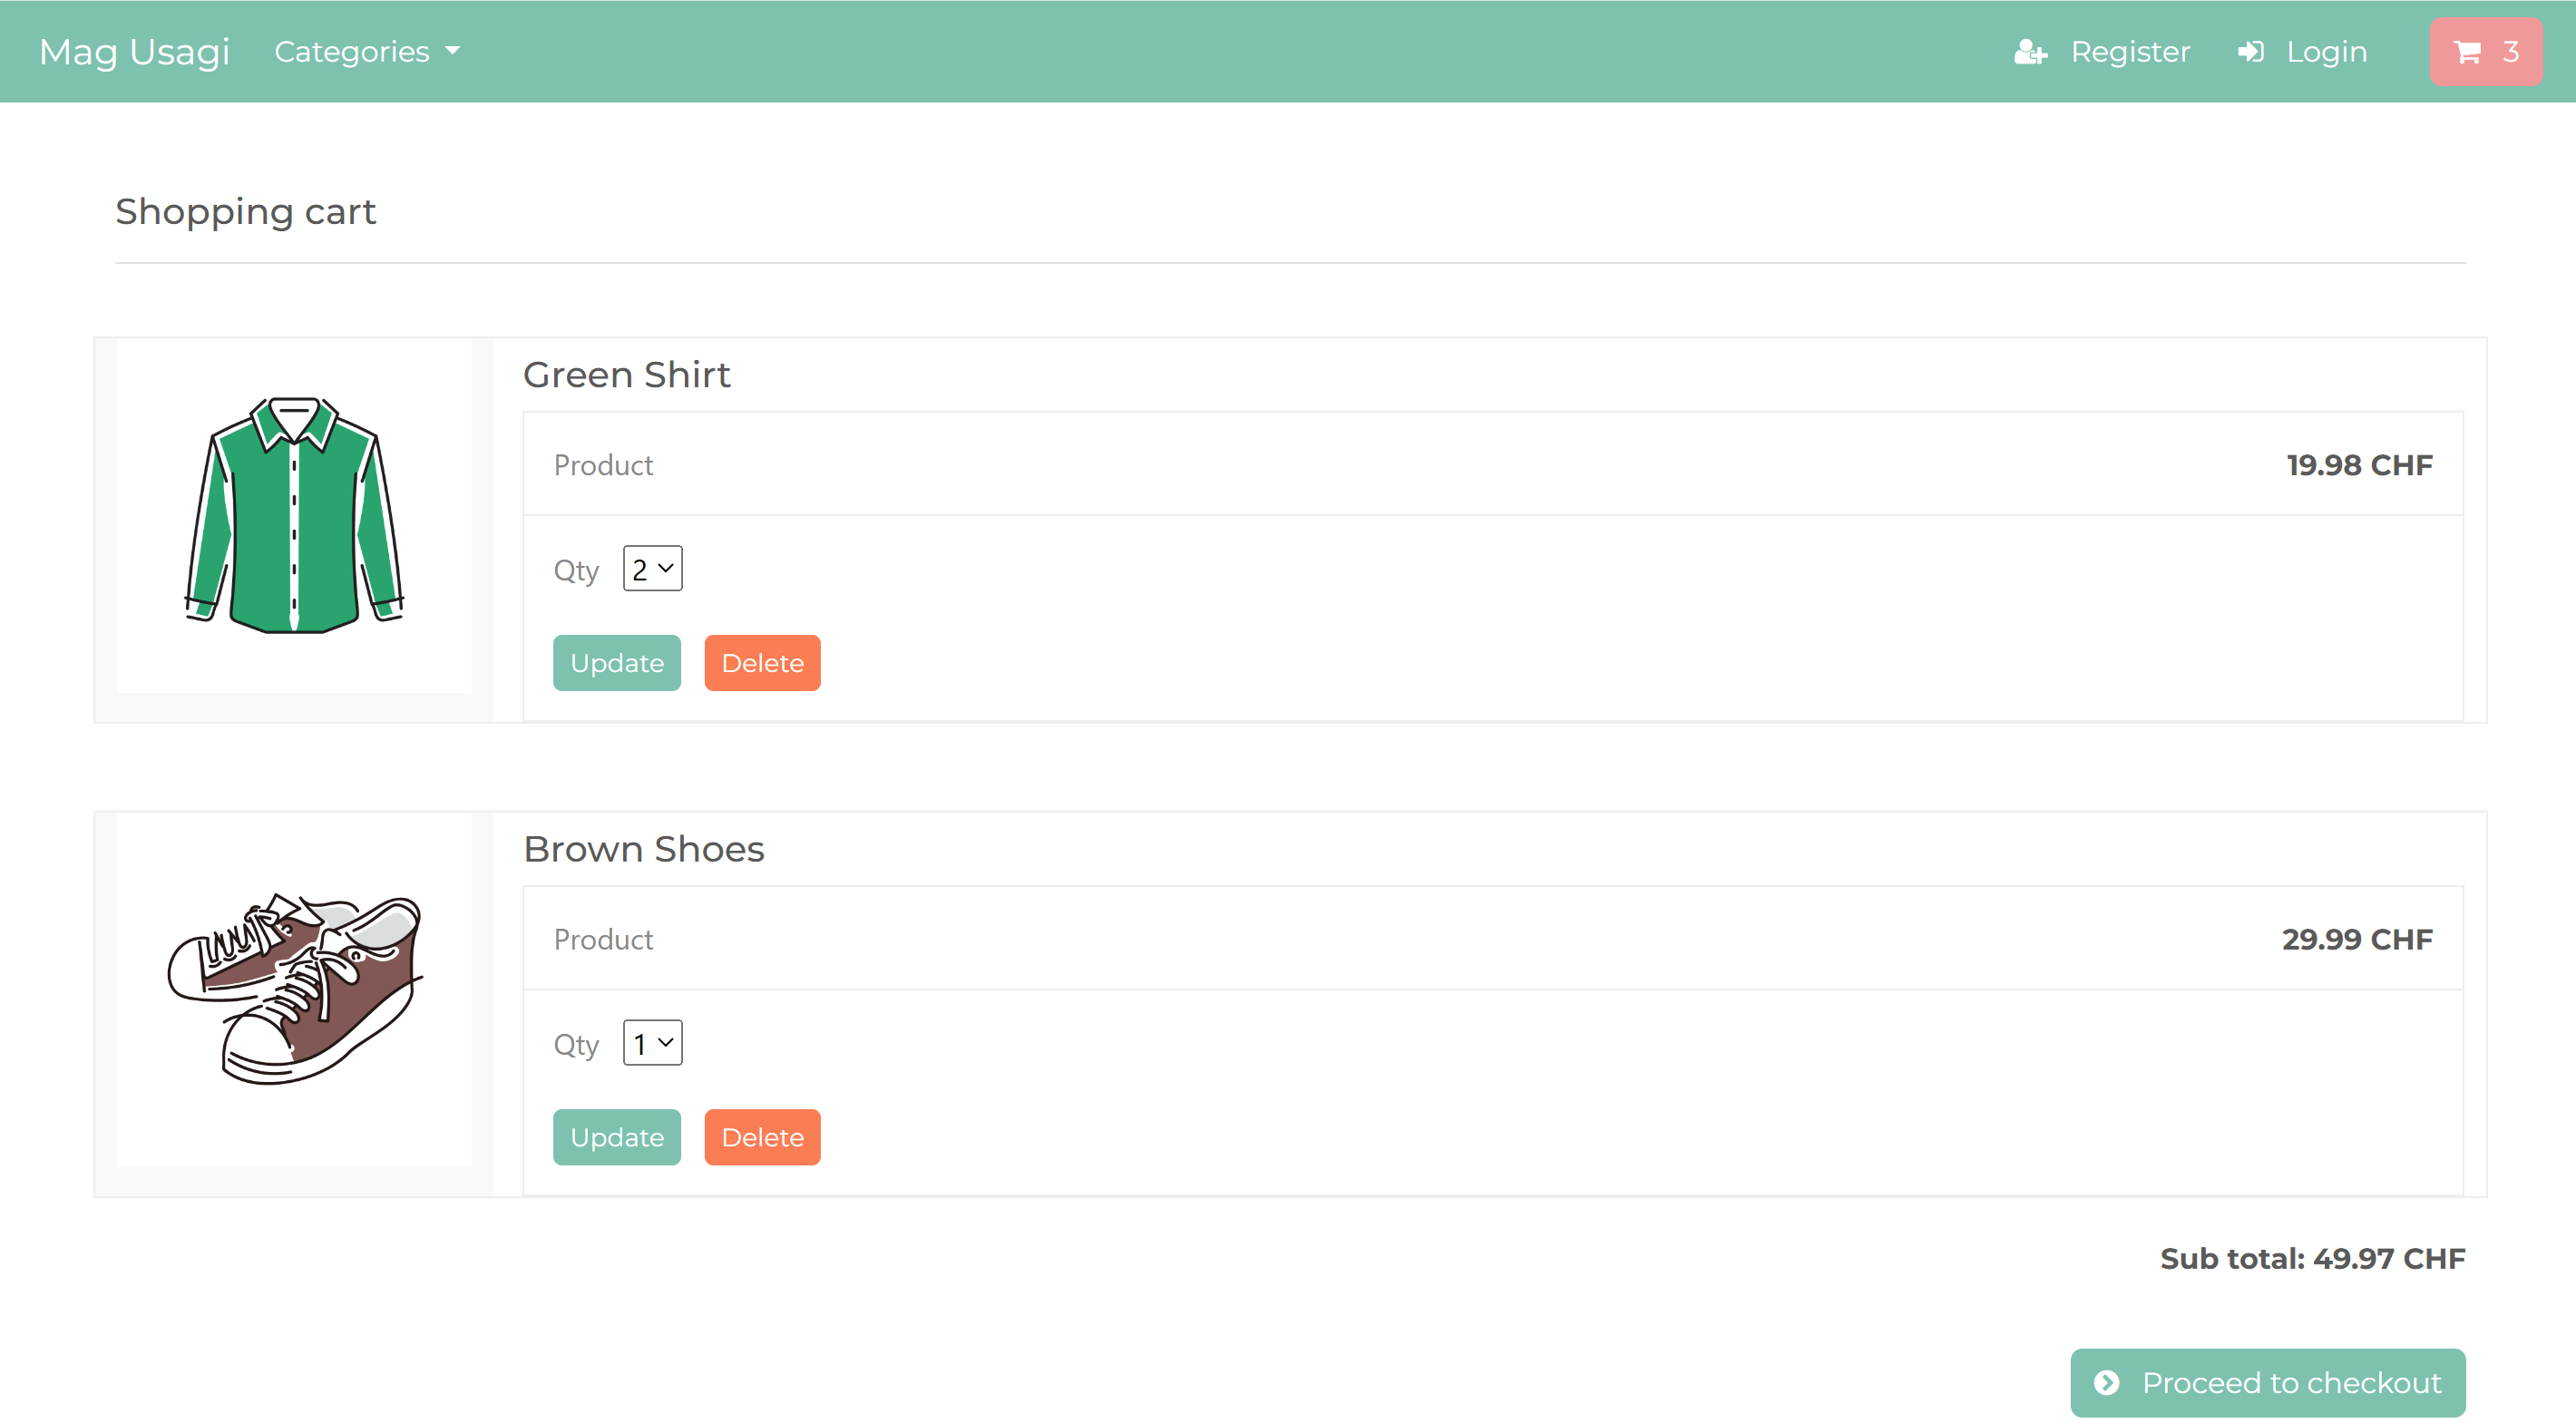 Mag Usagi Categories Register Login 3
Shopping cart
Green Shirt
Product 19.98 CHF
Qty 2
Update Delete
Brown Shoes
Product 29.99 CHF
Qty 1
Update Delete
Sub total: 49.97 CHF
Proceed to checkout